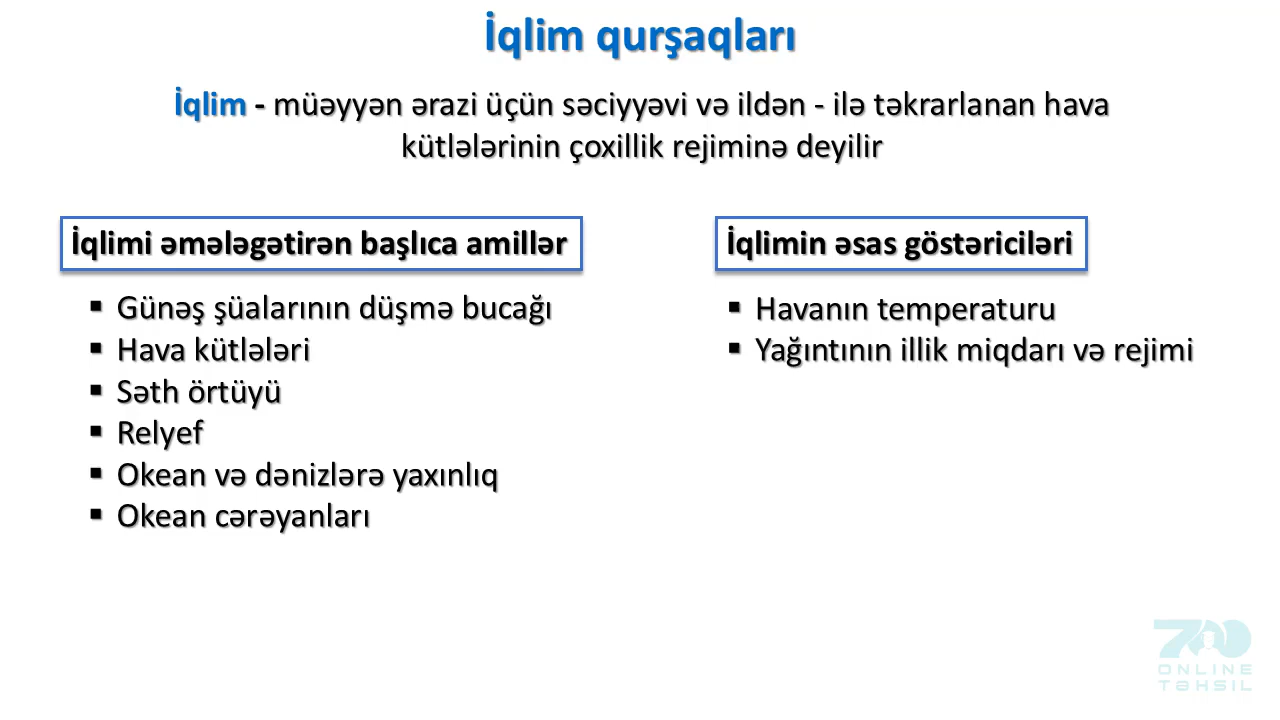 İqlim qurşaqları
İqlim - müəyyən ərazi üçün səciyyəvi və ildən - ilə təkrarlanan hava
kütlələrinin çoxillik rejiminə deyilir
İqlimi əmələgətirən başlıca amillər
▪ Günəş şüalarının düşmə bucağı
▪ Hava kütlələri
▪ Səth örtüyü
▪ Relyef
▪ Okean və dənizlərə yaxınlıq
▪ Okean cərəyanları
İqlimin əsas göstəriciləri
▪ Havanın temperaturu
▪ Yağıntının illik miqdarı və rejimi
700
ONLINE
TƏHSİL